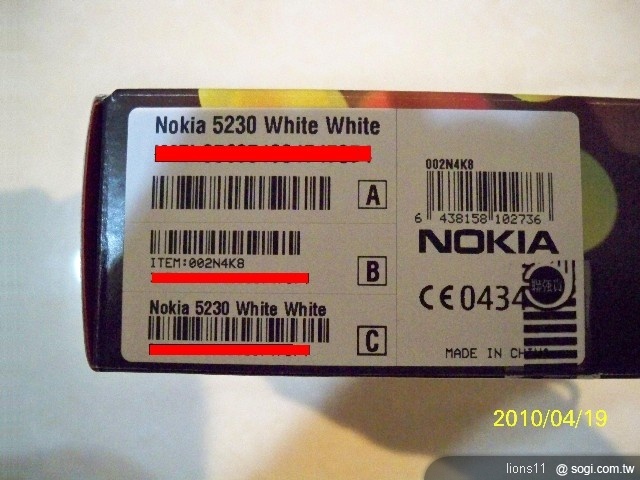 Nokia 5230 White White
A
ITEM:002N4K8
B
Nokia 5230 White White
C
002N4K8
6 438158 102736
NOKIA
CE0434
MADE IN
2010/04/19
lions11 @ sogi.com.tw